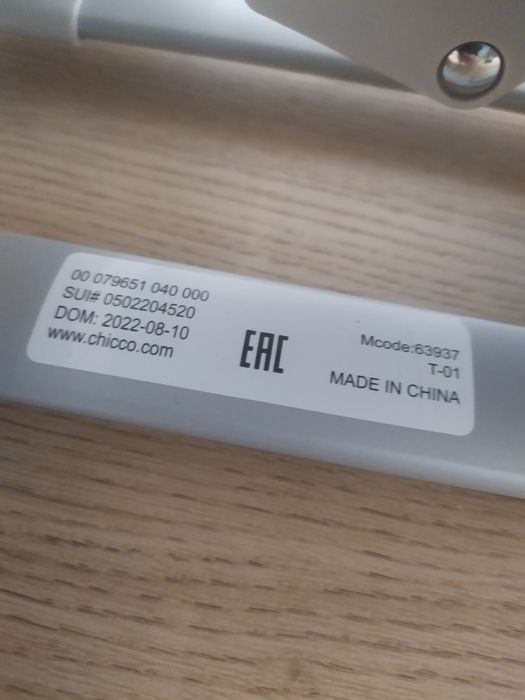 00 079651 040 000
SUI# 0502204520
DOM: 2022-08-10
www.chicco.com
EAC
Mcode:63937
T-01
MADE IN CHINA